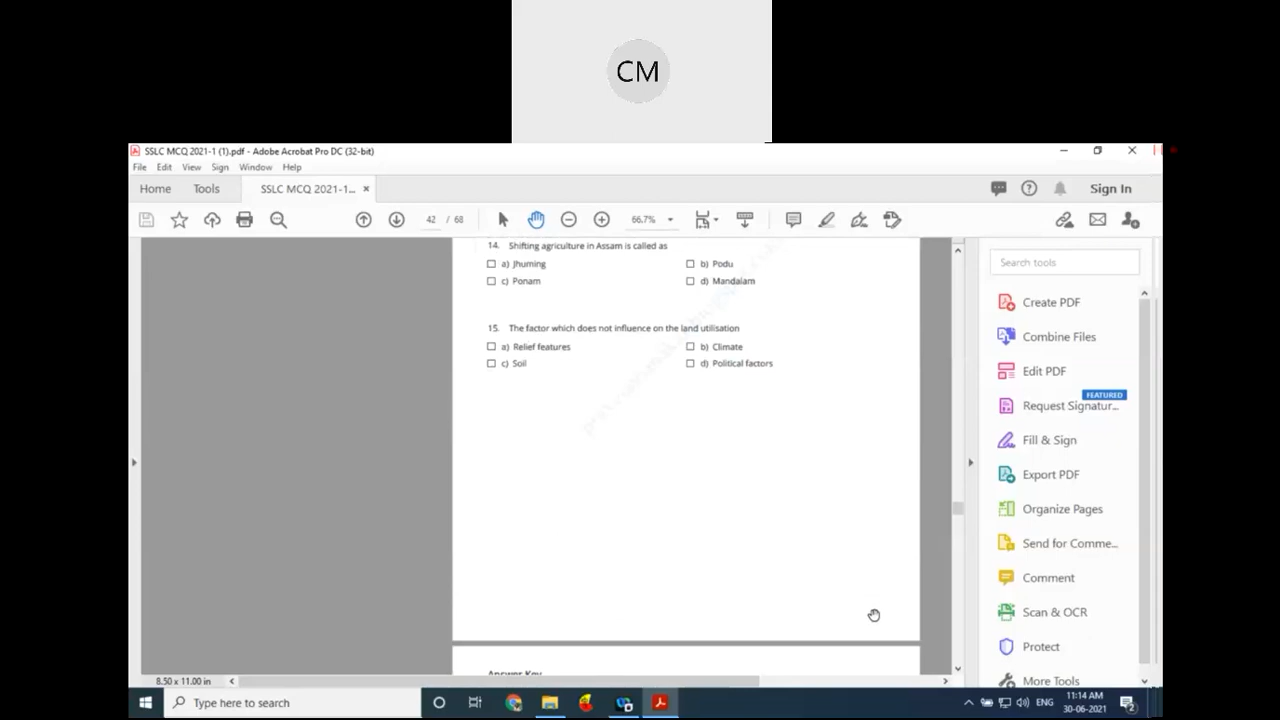 CM
SSLC MCQ 2021-1 (1).pdf - Adobe Acrobat Pro DC (32-bit)
File Edit View Sign Window Help
Home Tools SSLC MCQ 2021-1... × Sign In
42 / 68 66.7%
14. Shifting agriculture in Assam is called as
a) Jhuming b) Podu
c) Ponam d) Mandalam
15. The factor which does not influence on the land utilisation
a) Relief features b) Climate
c) Soil d) Political factors
Answer Key
Search tools
Create PDF
Combine Files
Edit PDF
FEATURED
Request Signatur...
Fill & Sign
Export PDF
Organize Pages
Send for Comme...
Comment
Scan & OCR
Protect
More Tools
8.50 x 11.00 in
Type here to search
ENG
11:14 AM
30-06-2021
2